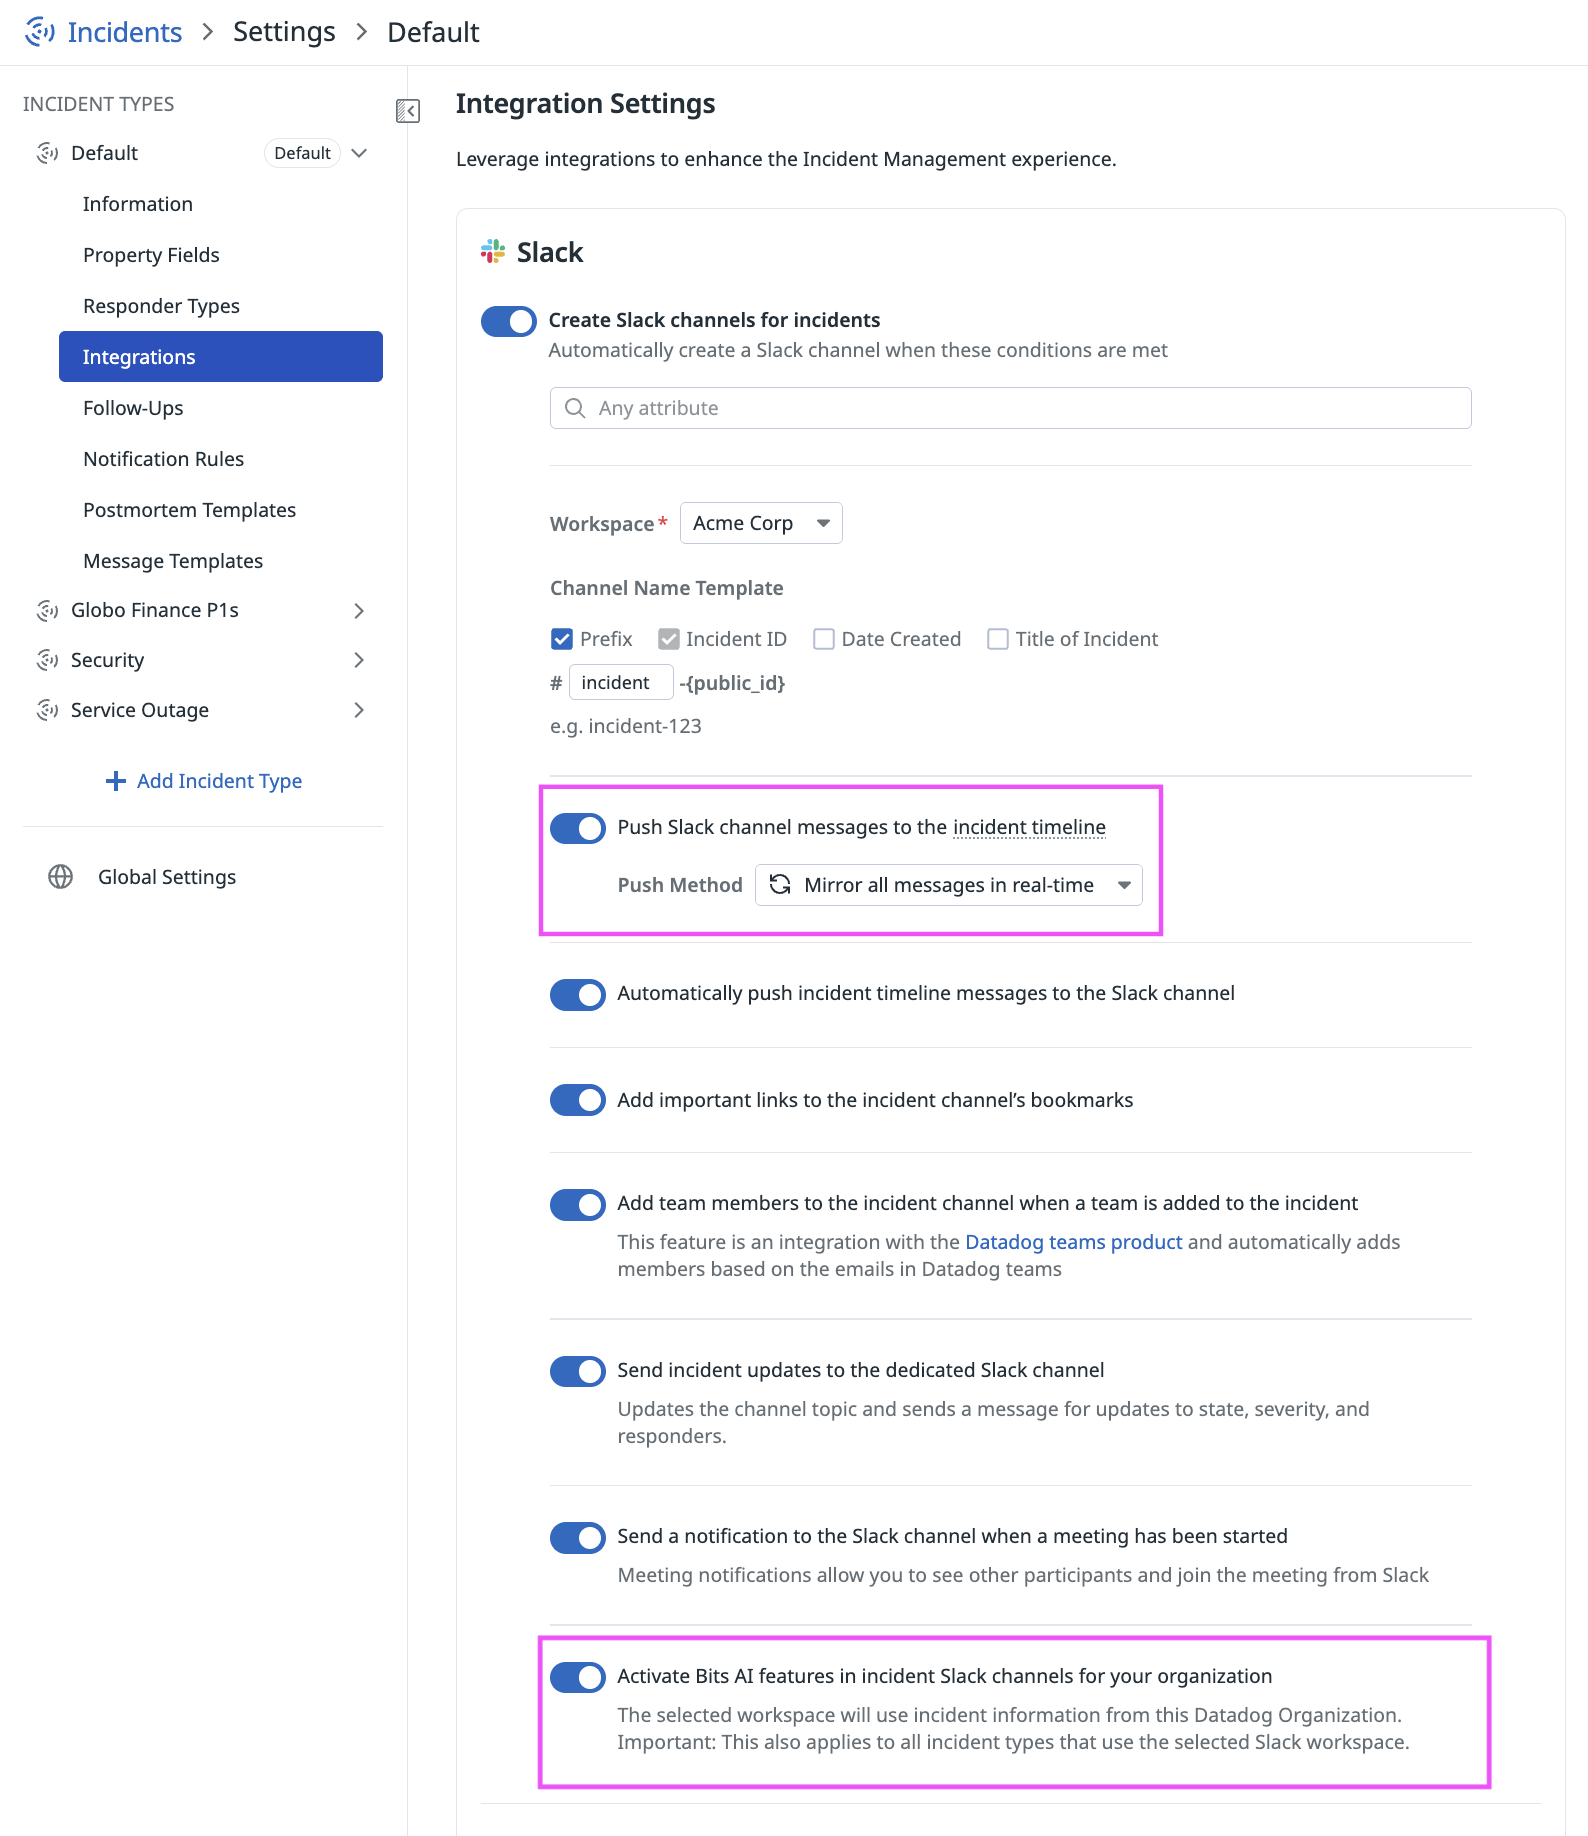 Incidents > Settings > Default
INCIDENT TYPES
Default Default
Information
Property Fields
Responder Types
Integrations
Follow-Ups
Notification Rules
Postmortem Templates
Message Templates
Globo Finance P1s
Security
Service Outage
Add Incident Type
Global Settings
Integration Settings
Leverage integrations to enhance the Incident Management experience.
Slack
Create Slack channels for incidents
Automatically create a Slack channel when these conditions are met
Any attribute
Workspace* Acme Corp
Channel Name Template
Prefix Incident ID Date Created Title of Incident
# incident -{public_id}
e.g. incident-123
Push Slack channel messages to the incident timeline
Push Method Mirror all messages in real-time
Automatically push incident timeline messages to the Slack channel
Add important links to the incident channel’s bookmarks
Add team members to the incident channel when a team is added to the incident
This feature is an integration with the Datadog teams product and automatically adds
members based on the emails in Datadog teams
Send incident updates to the dedicated Slack channel
Updates the channel topic and sends a message for updates to state, severity, and
responders.
Send a notification to the Slack channel when a meeting has been started
Meeting notifications allow you to see other participants and join the meeting from Slack
Activate Bits AI features in incident Slack channels for your organization
The selected workspace will use incident information from this Datadog Organization.
Important: This also applies to all incident types that use the selected Slack workspace.